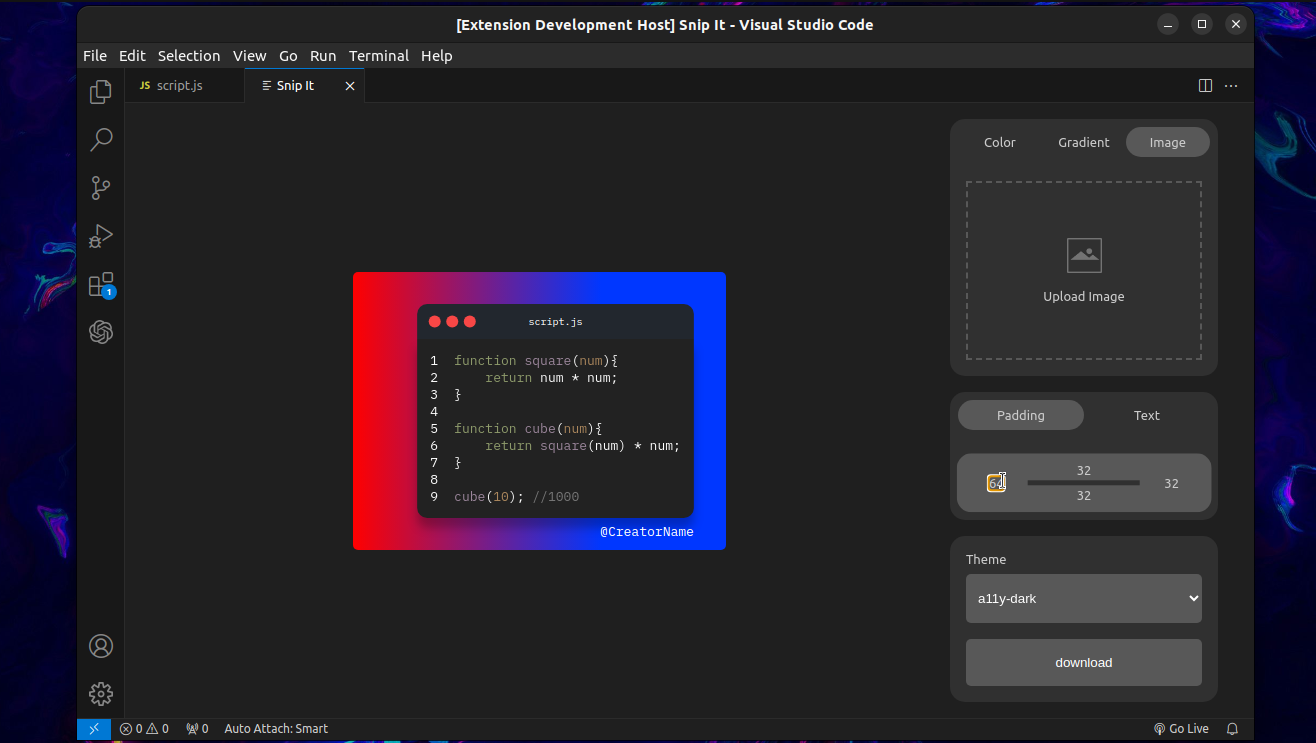 [Extension Development Host] Snip It - Visual Studio Code
File Edit Selection View Go Run Terminal Help
JS script.js
Snip It
Color Gradient Image
Upload Image
script.js
1 function square(num){
2 return num * num;
3 }
4
5 function cube(num){
6 return square(num) * num;
7 }
8
9 cube(10); //1000
@CreatorName
Padding Text
32
64 32
32
Theme
a11y-dark
download
1
0 0 0 Auto Attach: Smart
Go Live